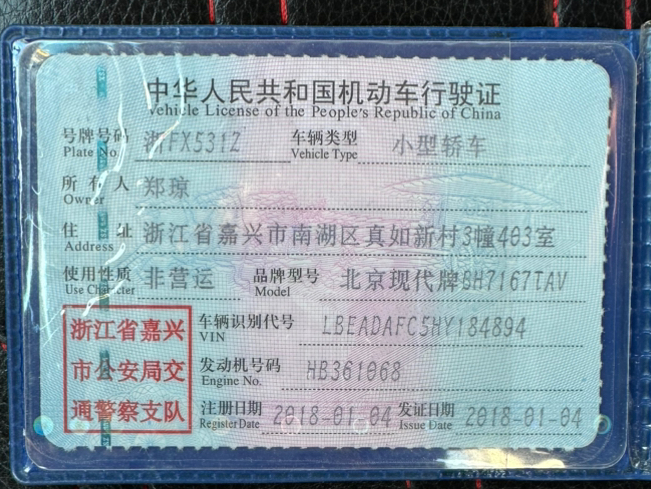 中华人民共和国机动车行驶证
Vehicle License of the People's Republic of China
号牌号码 浙FX531Z 车辆类型 小型轿车
Plate No. Vehicle Type
所有人 郑琼
Owner
住址 浙江省嘉兴市南湖区真如新村3幢403室
Address
使用性质 非营运 品牌型号 北京现代牌BH7167TAV
Use Character Model
浙江省嘉兴
市公安局交
通警察支队
车辆识别代号 LBEADAFC5HY184894
VIN
发动机号码 HB361068
Engine No.
注册日期 2018-01-04 发证日期 2018-01-04
Register Date Issue Date